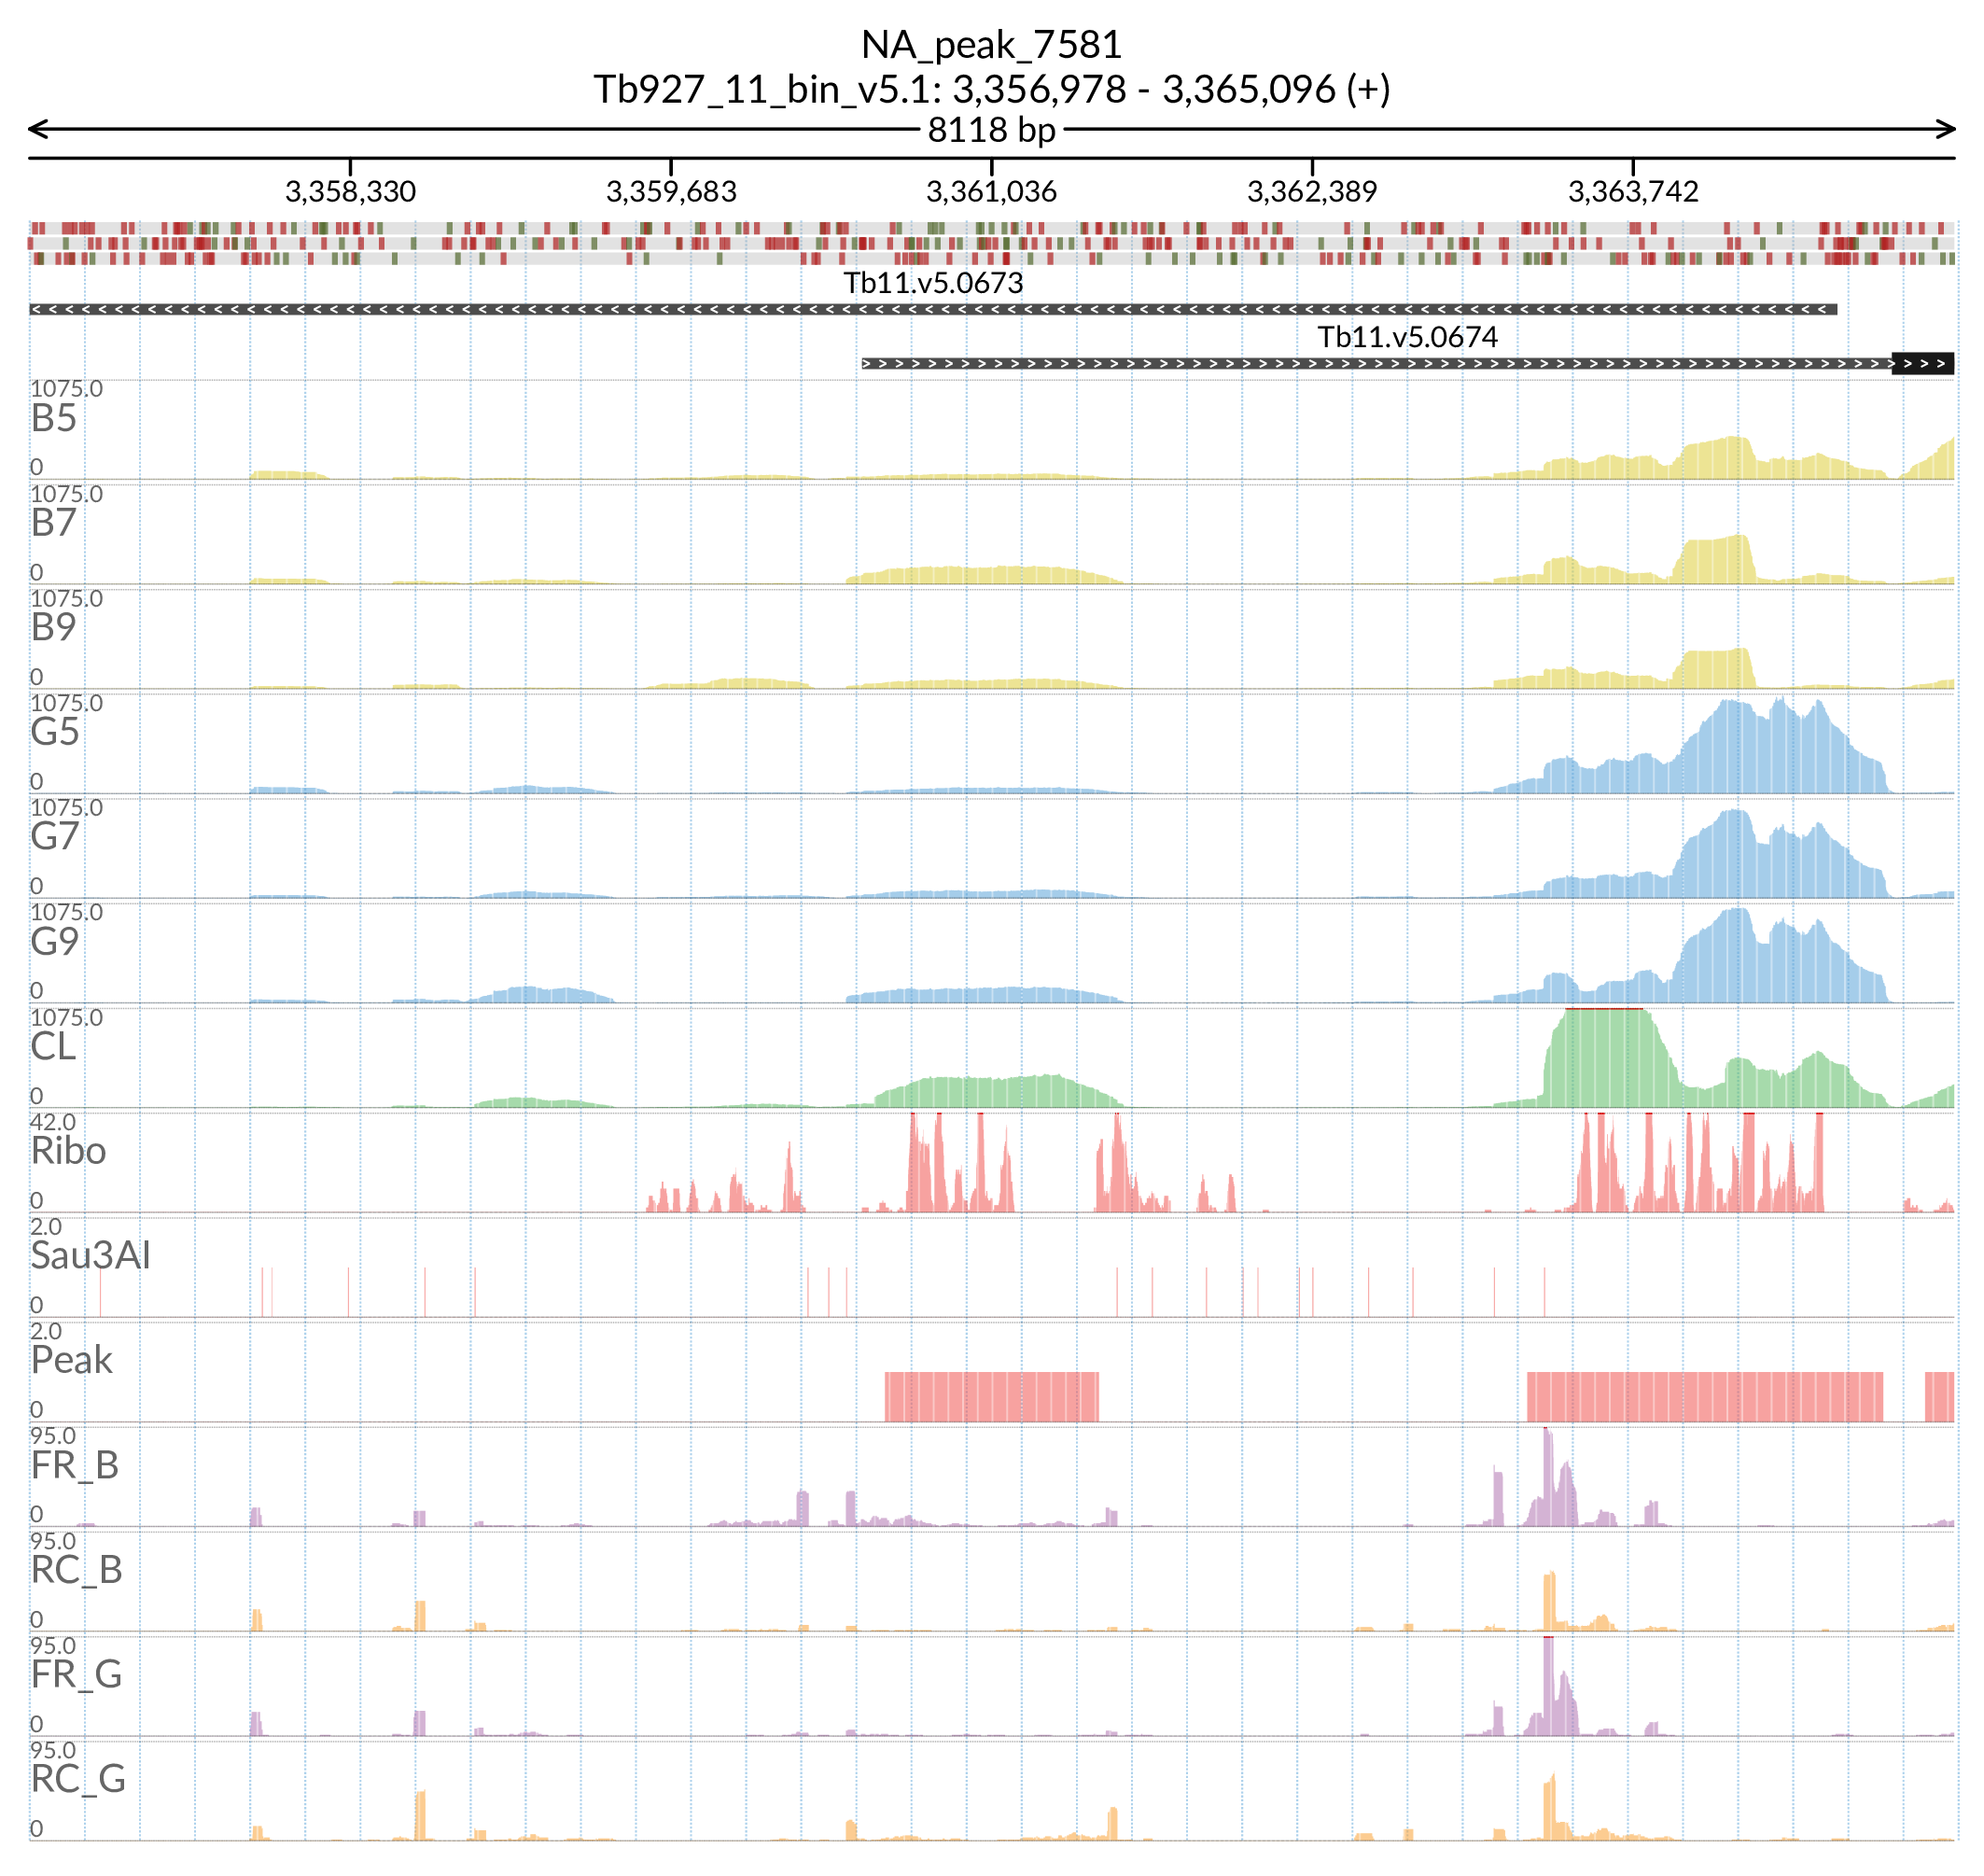 NA_peak_7581
Tb927_11_bin_v5.1: 3,356,978 - 3,365,096 (+)
8118 bp
3,358,330 3,359,683 3,361,036 3,362,389 3,363,742
Tb11.v5.0673
Tb11.v5.0674
1075.0
B5
0
1075.0
B7
0
1075.0
B9
0
1075.0
G5
0
1075.0
G7
0
1075.0
G9
0
1075.0
CL
0
42.0
Ribo
0
2.0
Sau3AI
0
2.0
Peak
0
95.0
FR_B
0
95.0
RC_B
0
95.0
FR_G
0
95.0
RC_G
0